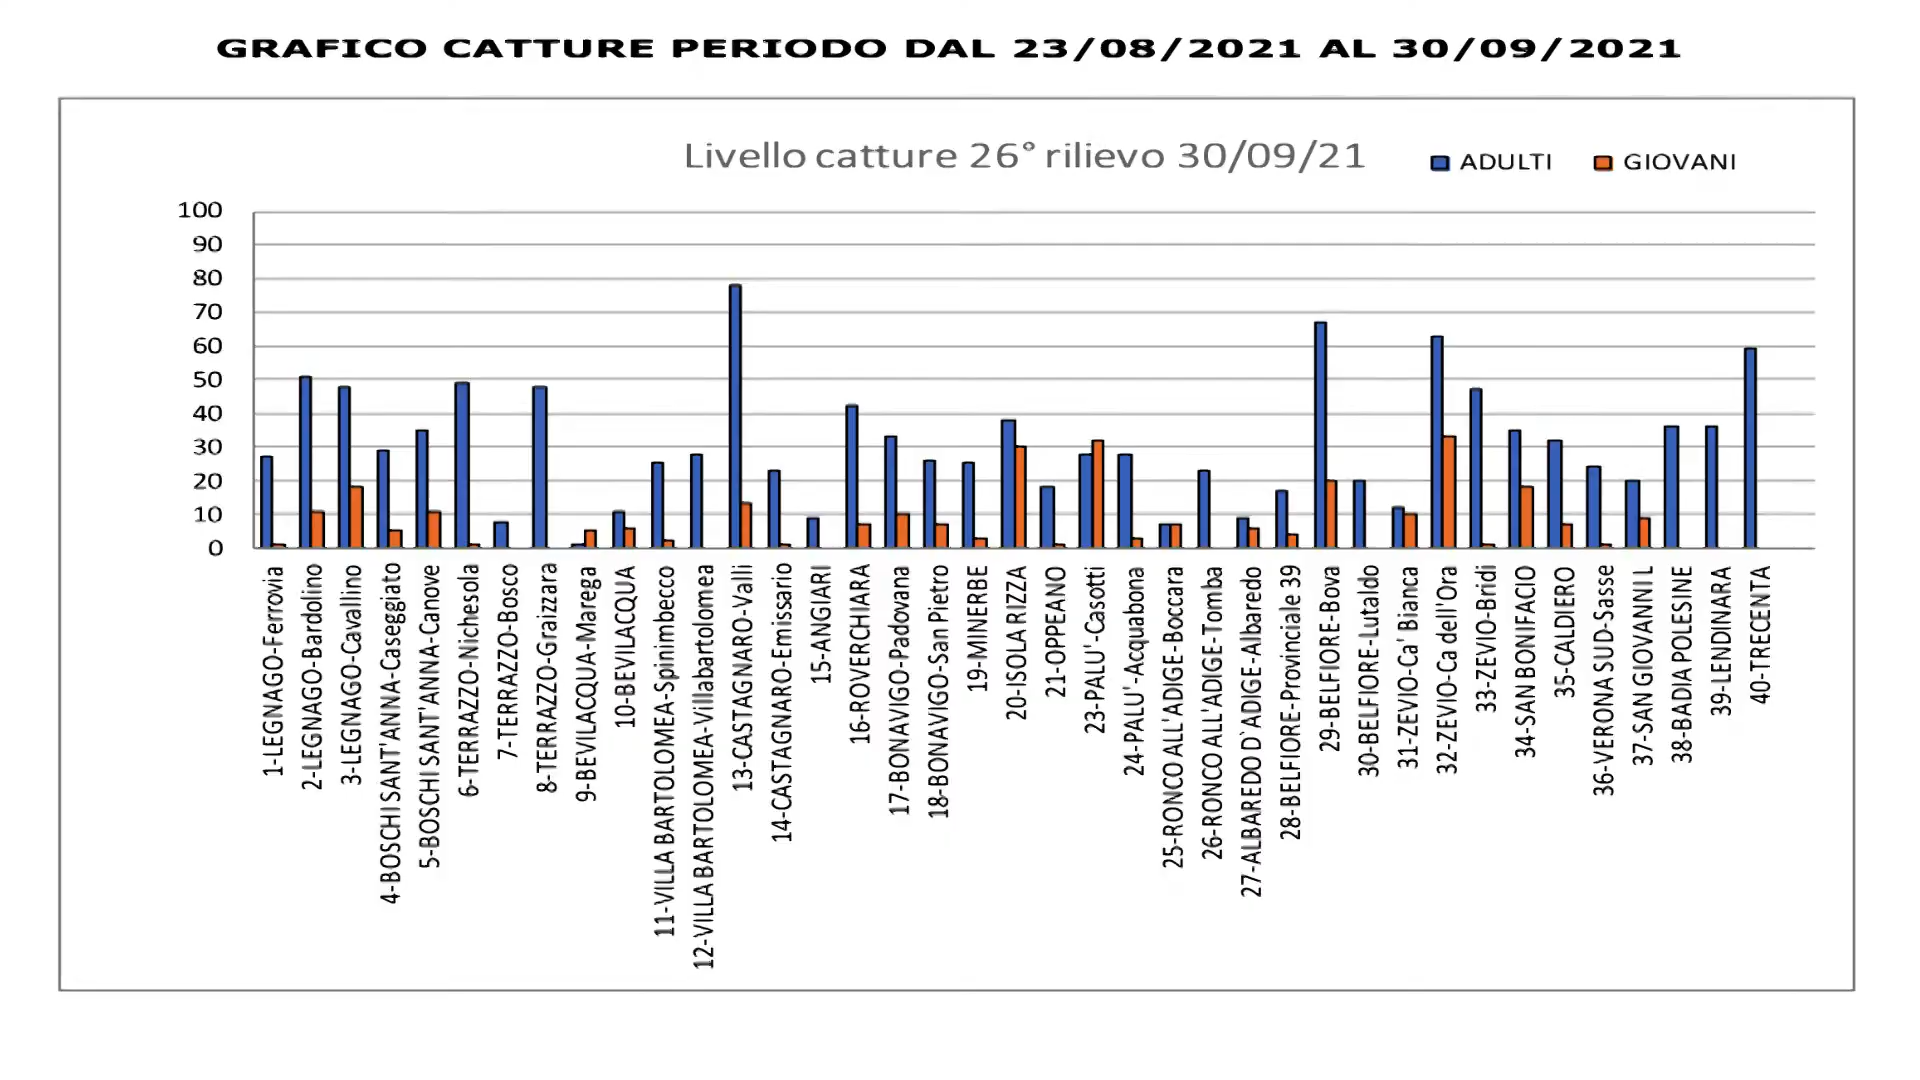 GRAFICO CATTURE PERIODO DAL 23/08/2021 AL 30/09/2021
Livello catture 26° rilievo 30/09/21
ADULTI
GIOVANI
100
90
80
70
60
50
40
30
20
10
0
1-LEGNAGO-Ferrovia
2-LEGNAGO-Bardolino
3-LEGNAGO-Cavallino
4-BOSCHI SANT'ANNA-Caseggiato
5-BOSCHI SANT'ANNA-Canove
6-TERRAZZO-Nichesola
7-TERRAZZO-Bosco
8-TERRAZZO-Graizzara
9-BEVILACQUA-Marega
10-BEVILACQUA
11-VILLA BARTOLOMEA-Spinimbecco
12-VILLA BARTOLOMEA-Villabartolomea
13-CASTAGNARO-Valli
14-CASTAGNARO-Emissario
15-ANGIARI
16-ROVERCHIARA
17-BONAVIGO-Padovana
18-BONAVIGO-San Pietro
19-MINERBE
20-ISOLA RIZZA
21-OPPEANO
23-PALU'-Casotti
24-PALU'-Acquabona
25-RONCO ALL'ADIGE-Boccara
26-RONCO ALL'ADIGE-Tomba
27-ALBAREDO D`ADIGE-Albaredo
28-BELFIORE-Provinciale 39
29-BELFIORE-Bova
30-BELFIORE-Lutaldo
31-ZEVIO-Ca' Bianca
32-ZEVIO-Ca dell'Ora
33-ZEVIO-Bridi
34-SAN BONIFACIO
35-CALDIERO
36-VERONA SUD-Sasse
37-SAN GIOVANNI L
38-BADIA POLESINE
39-LENDINARA
40-TRECENTA